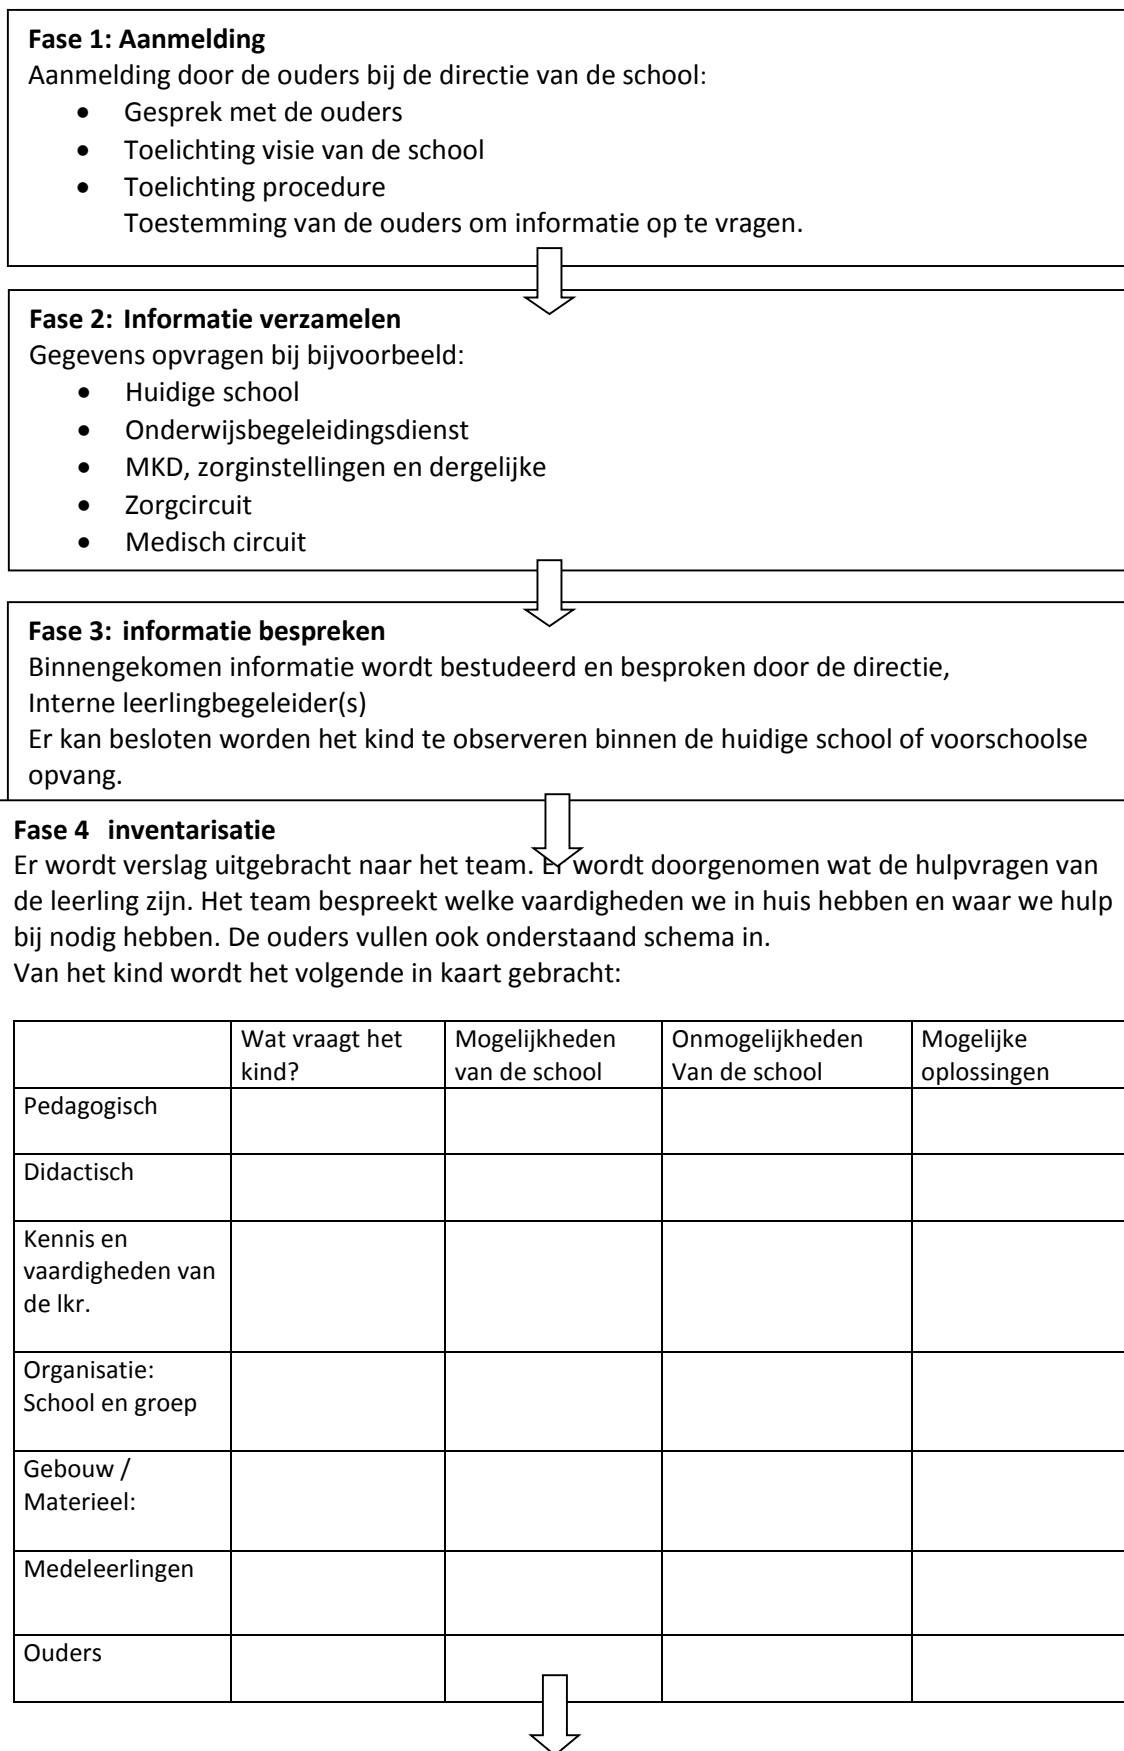 Fase 1: Aanmelding
Aanmelding door de ouders bij de directie van de school:
• Gesprek met de ouders
• Toelichting visie van de school
• Toelichting procedure
Toestemming van de ouders om informatie op te vragen.
Fase 2: Informatie verzamelen
Gegevens opvragen bij bijvoorbeeld:
• Huidige school
• Onderwijsbegeleidingsdienst
• MKD, zorginstellingen en dergelijke
• Zorgcircuit
• Medisch circuit
Fase 3: informatie bespreken
Binnengekomen informatie wordt bestudeerd en besproken door de directie,
Interne leerlingbegeleider(s)
Er kan besloten worden het kind te observeren binnen de huidige school of voorschoolse
opvang.
Fase 4 inventarisatie
Er wordt verslag uitgebracht naar het team. Er wordt doorgenomen wat de hulpvragen van
de leerling zijn. Het team bespreekt welke vaardigheden we in huis hebben en waar we hulp
bij nodig hebben. De ouders vullen ook onderstaand schema in.
Van het kind wordt het volgende in kaart gebracht:
Wat vraagt het
kind?
Mogelijkheden
van de school
Onmogelijkheden
Van de school
Mogelijke
oplossingen
Pedagogisch
Didactisch
Kennis en
vaardigheden van
de lkr.
Organisatie:
School en groep
Gebouw /
Materieel:
Medeleerlingen
Ouders